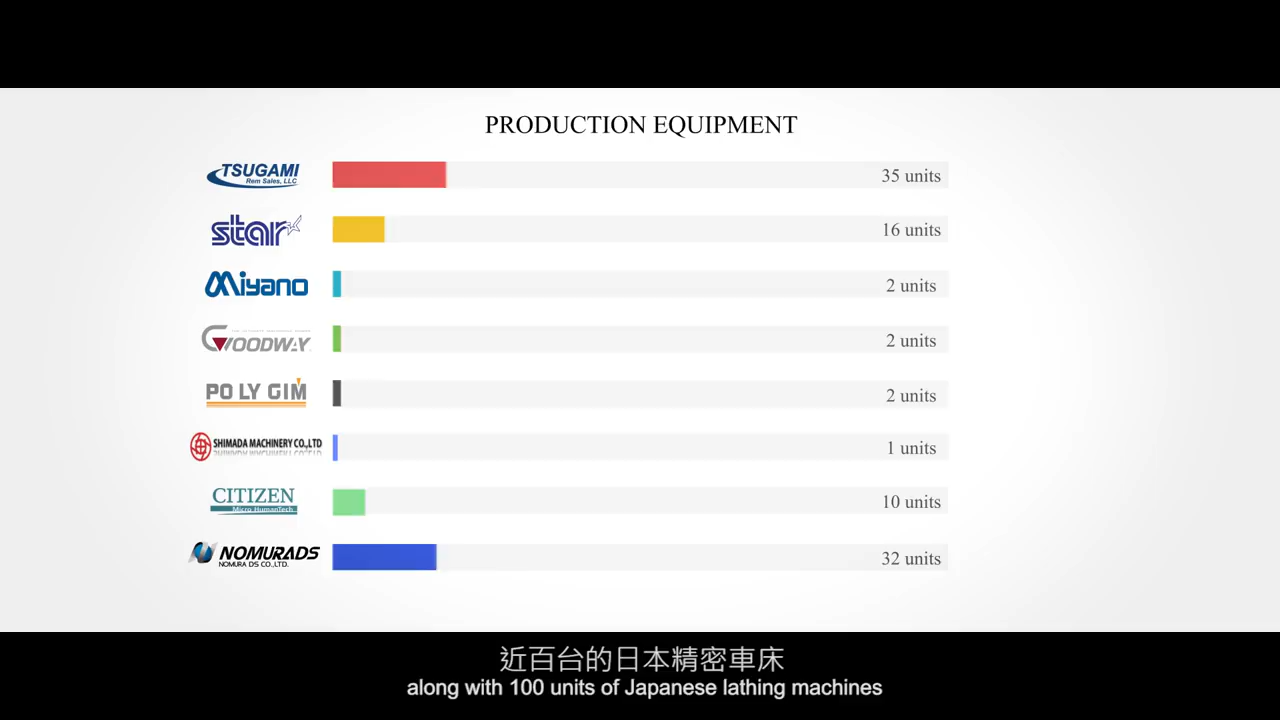 PRODUCTION EQUIPMENT
TSUGAMI
Rem Sales, LLC
35 units
star
16 units
Miyano
2 units
GOODWAY
2 units
POLY GIM
2 units
SHIMADA MACHINERY CO.,LTD
1 units
CITIZEN
Micro HumanTech
10 units
NOMURADS
NOMURA DS CO.,LTD.
32 units
近百台的日本精密車床
along with 100 units of Japanese lathing machines